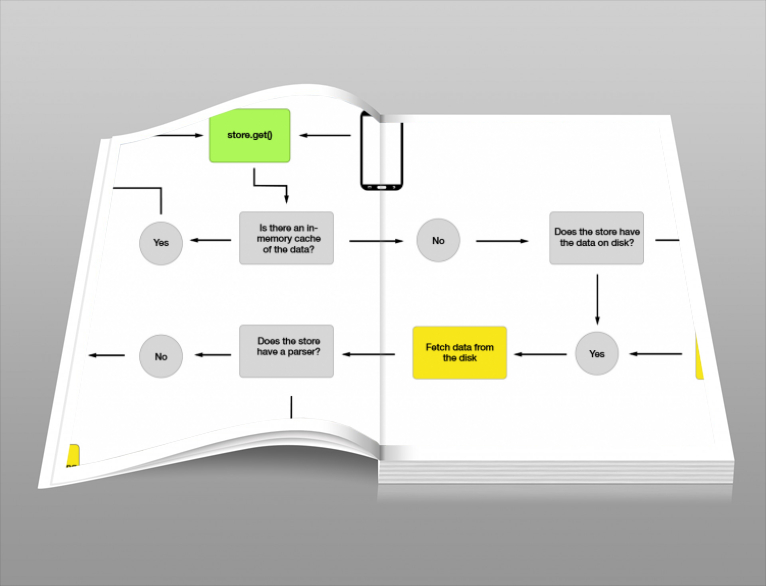 store.get()
Yes
Is there an in-
memory cache
of the data?
No
Does the store have
the data on disk?
No
Does the store
have a parser?
Fetch data from
the disk
Yes